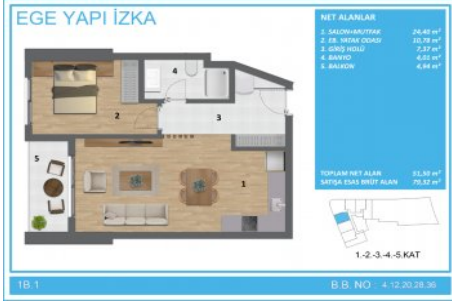 EGE YAPI İZKA
NET ALANLAR
1. SALON+MUTFAK 24,40 m²
2. EB. YATAK ODASI 10,78 m²
3. GİRİŞ HOLÜ 7,37 m²
4. BANYO 4,01 m²
5. BALKON 4,94 m²
TOPLAM NET ALAN 51,50 m²
SATIŞA ESAS BRÜT ALAN 79,32 m²
1.-2.-3.-4.-5.KAT
4
2
3
5
1
1B.1
B.B. NO : 4.12,20,28,36